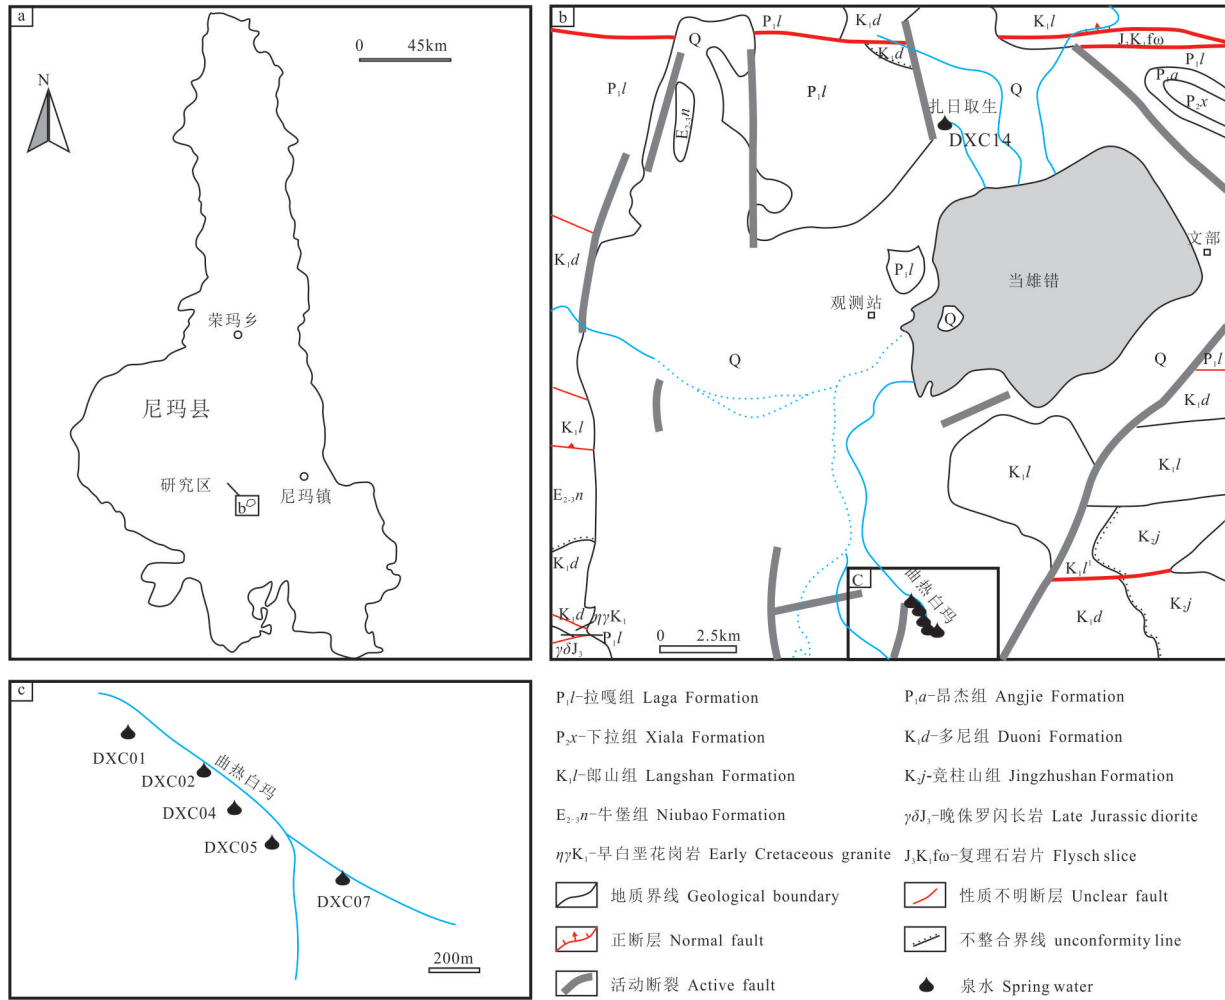 a
0 45km
N
荣玛乡
尼玛县
研究区
b
尼玛镇
b
P₁l
K₁d
K₁l
Q
J₃K₁fω
K₁d
P₁l
P₁l
P₁l
Q
P₁a
P₂x
E₂₋₃n
扎日取生
DXC14
文部
K₁d
P₁l
当雄错
观测站
Q
Q
Q
P₁l
K₁d
K₁l
K₁l
K₁l
E₂₋₃n
K₂j
K₁d
K₁l¹
C
曲热白玛
K₂j
K₁d
K₁d
ηγK₁
P₁l
γδJ₃
0 2.5km
c
DXC01
DXC02
曲热白玛
DXC04
DXC05
DXC07
200m
P₁l-拉嘎组 Laga Formation
P₁a-昂杰组 Angjie Formation
P₂x-下拉组 Xiala Formation
K₁d-多尼组 Duoni Formation
K₁l-郎山组 Langshan Formation
K₂j-竞柱山组 Jingzhushan Formation
E₂₋₃n-牛堡组 Niubao Formation
γδJ₃-晚侏罗闪长岩 Late Jurassic diorite
ηγK₁-早白垩花岗岩 Early Cretaceous granite
J₃K₁fω-复理石岩片 Flysch slice
地质界线 Geological boundary
性质不明断层 Unclear fault
正断层 Normal fault
不整合界线 unconformity line
活动断裂 Active fault
泉水 Spring water